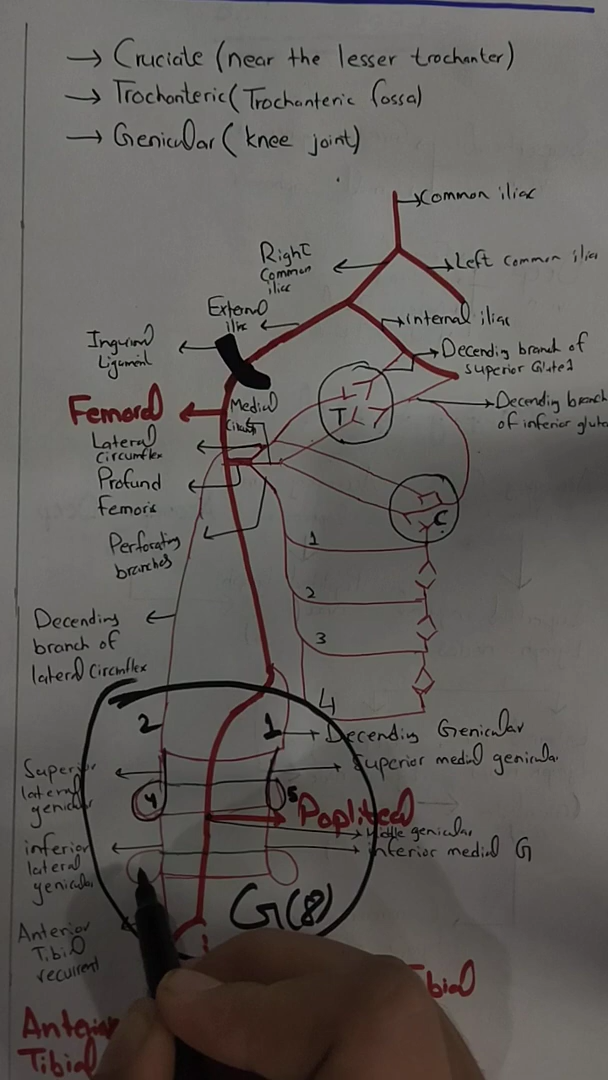 → Cruciate (near the lesser trochanter)
→ Trochanteric (Trochanteric fossa)
→ Genicular (knee joint)
Common iliac
Right
Common
iliac
Left common iliac
External
iliac
internal iliac
Inguinal
Ligament
Decending branch of
superior Gluteal
Femoral
Medial
T
Decending branch
of inferior glute
Lateral
Circumflex
Profund
Femoris
C
Perforating
branches
1
2
3
4
Decending
branch of
lateral Circumflex
2
1
Decending Genicular
Superior
lateral
genicular
Superior medial genicular
4
5
Popliteal
Middle genicular
inferior
lateral
genicular
inferior medial G
G(8)
Anterior
Tibial
recurrent
Anterior
Tibial